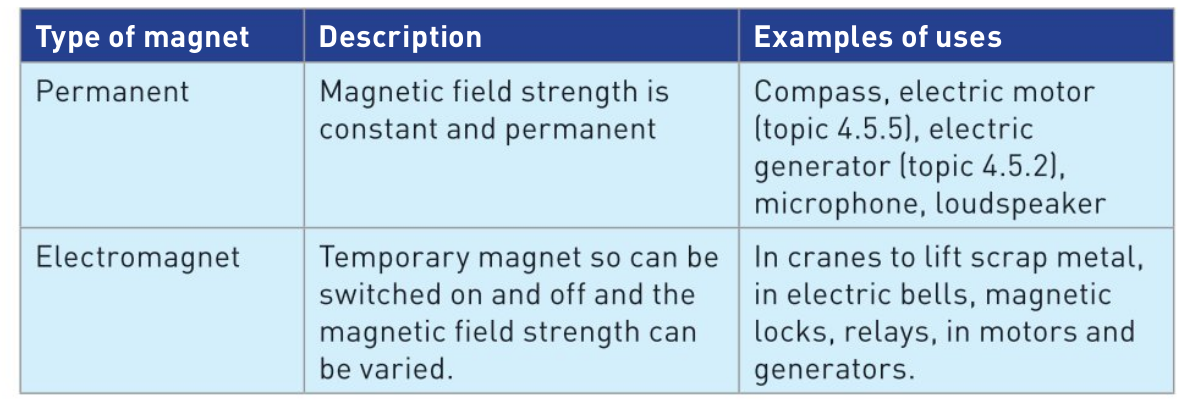 Type of magnet Description Examples of uses
Permanent Magnetic field strength is Compass, electric motor
constant and permanent (topic 4.5.5), electric
generator (topic 4.5.2),
microphone, loudspeaker
Electromagnet Temporary magnet so can be In cranes to lift scrap metal,
switched on and off and the in electric bells, magnetic
magnetic field strength can locks, relays, in motors and
be varied. generators.